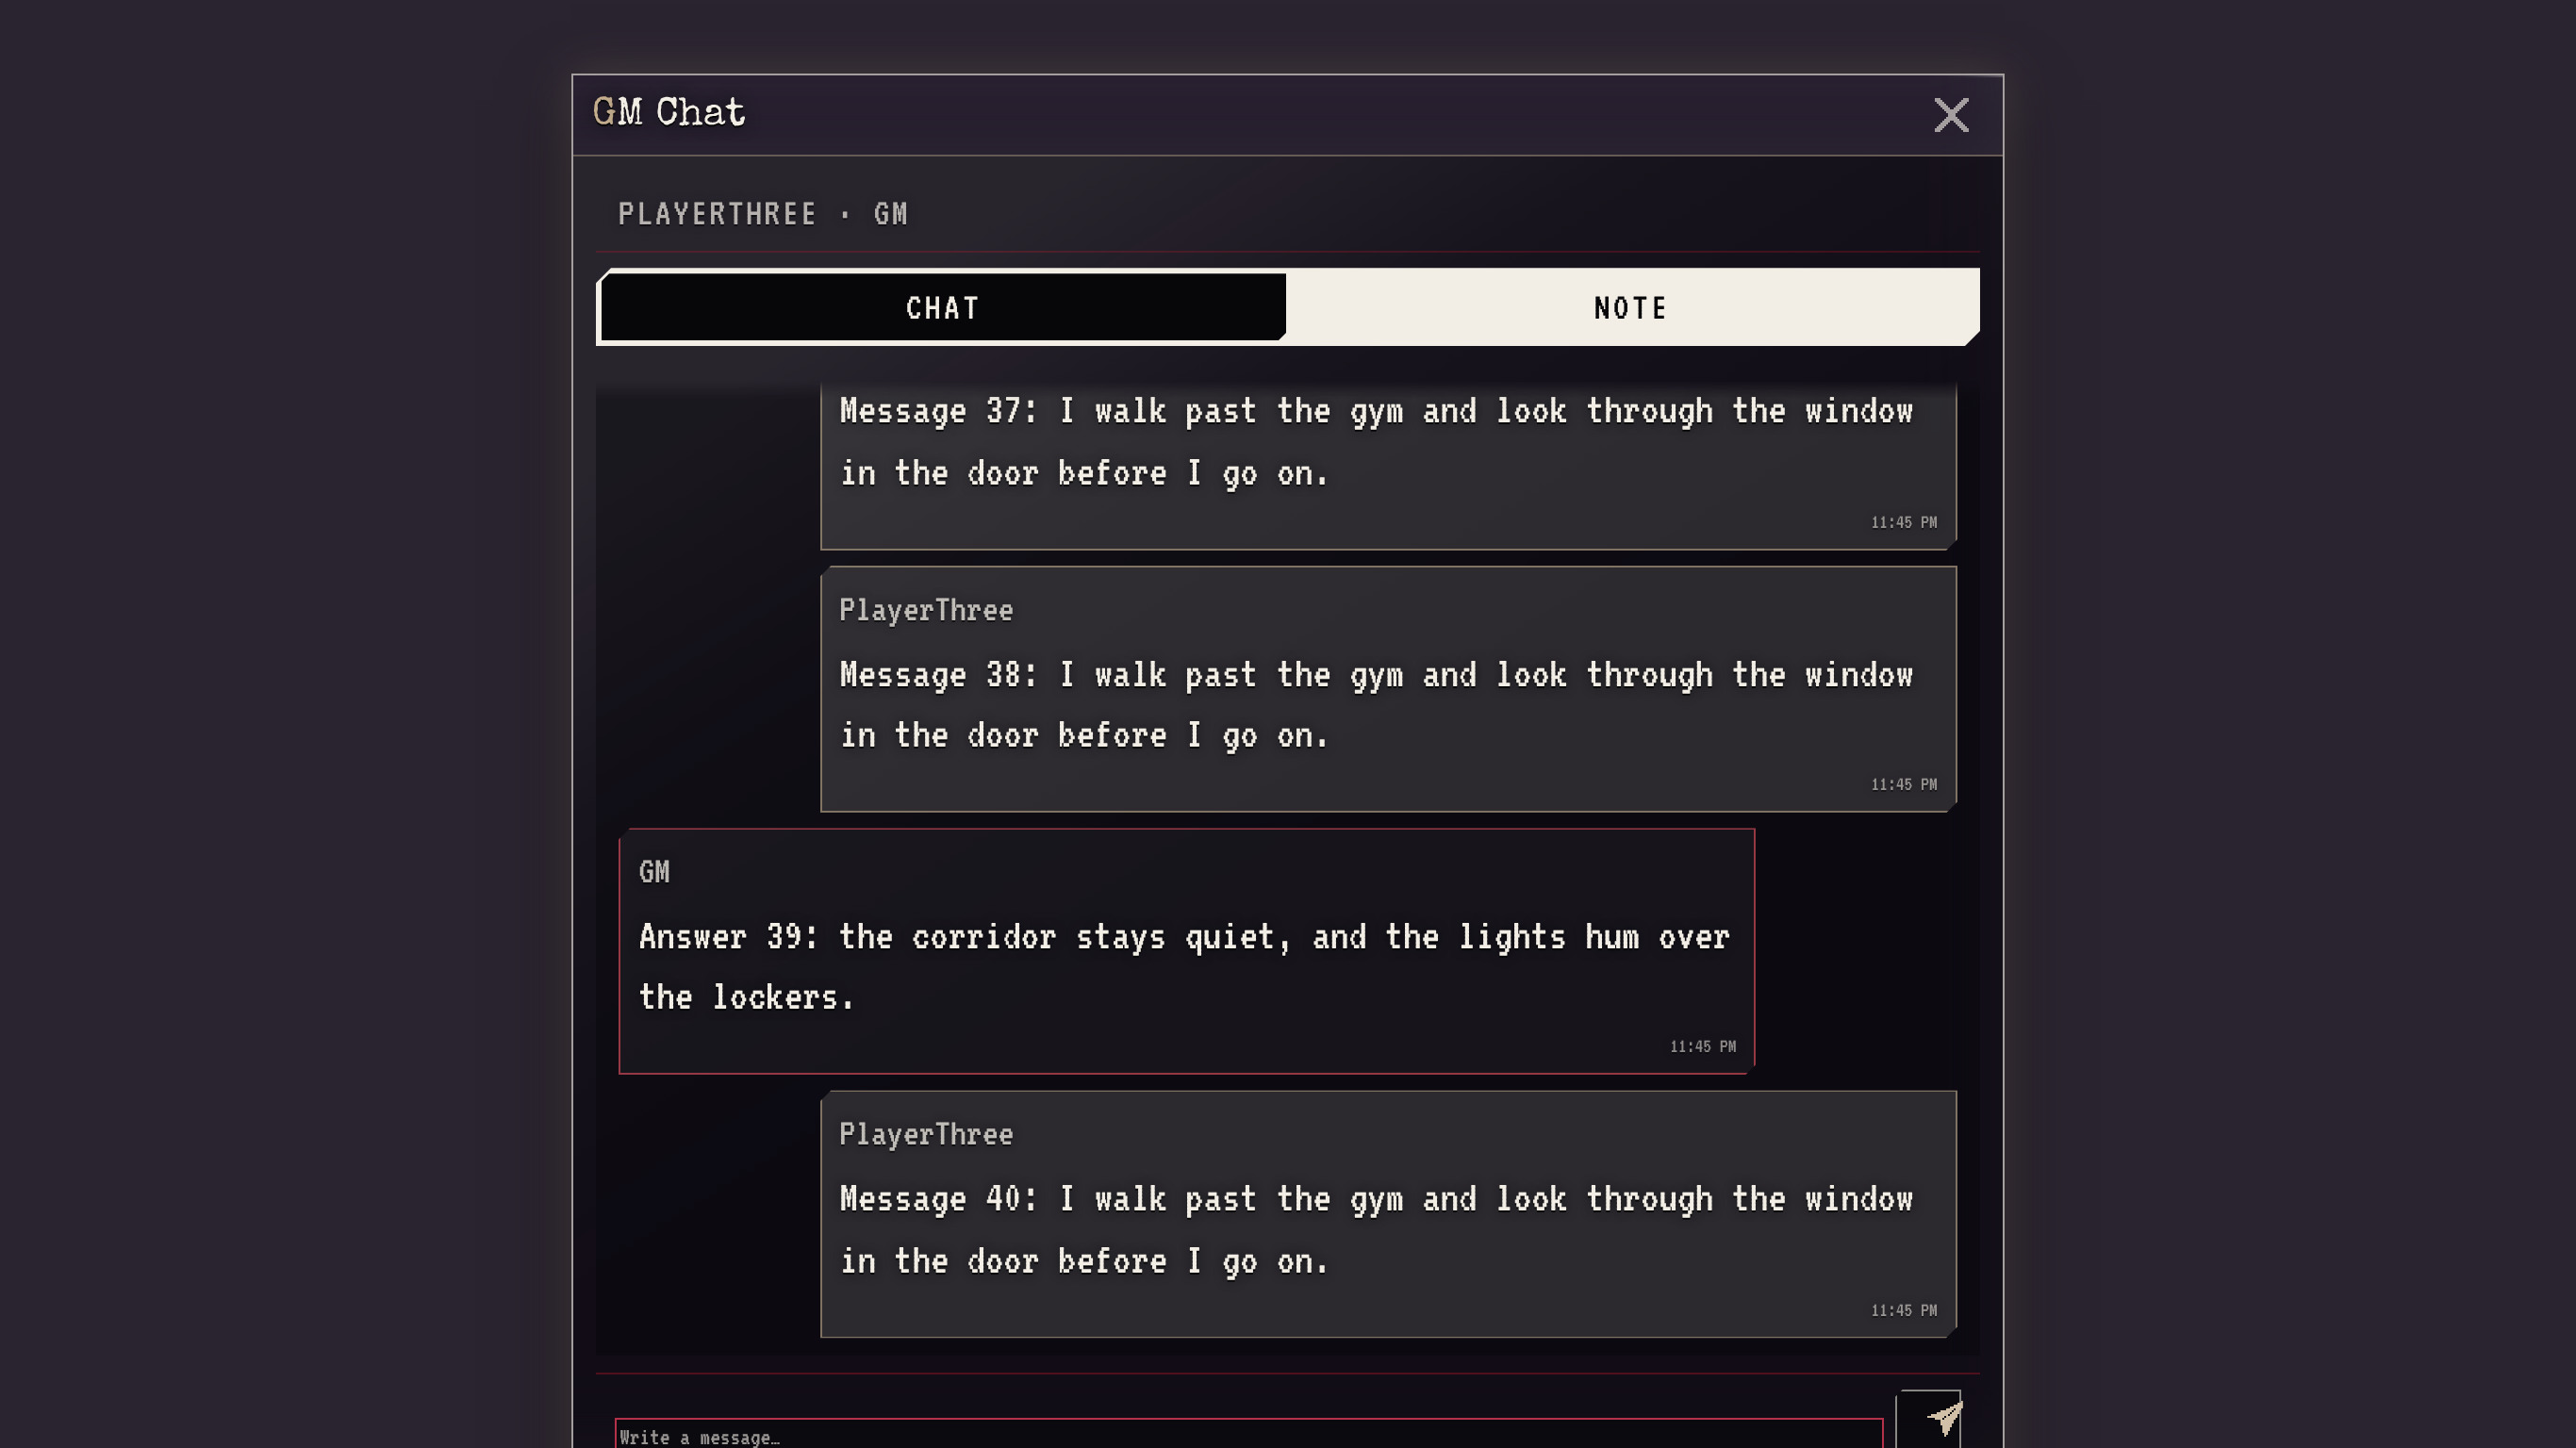 GM Chat
PLAYERTHREE · GM
CHAT
NOTE
Message 37: I walk past the gym and look through the window
in the door before I go on.
11:45 PM
PlayerThree
Message 38: I walk past the gym and look through the window
in the door before I go on.
11:45 PM
GM
Answer 39: the corridor stays quiet, and the lights hum over
the lockers.
11:45 PM
PlayerThree
Message 40: I walk past the gym and look through the window
in the door before I go on.
11:45 PM
Write a message…